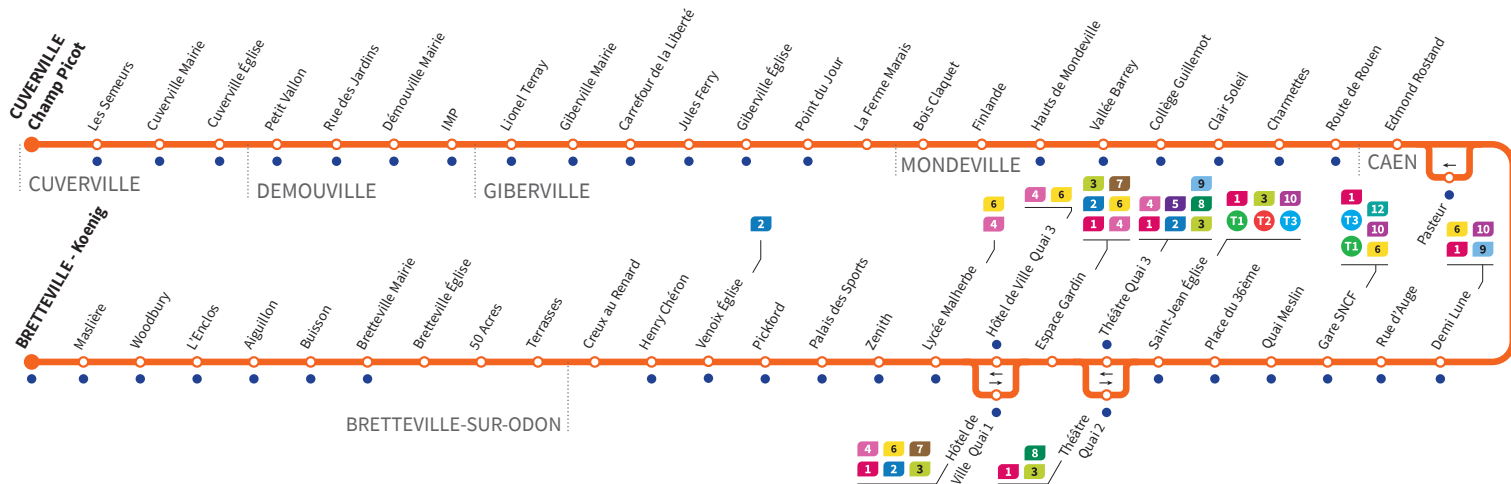 CUVERVILLE
Champ Picot
Les Semeurs
Cuverville Mairie
Cuverville Église
Petit Vallon
Rue des Jardins
Démouville Mairie
IMP
Lionel Terray
Giberville Mairie
Carrefour de la Liberté
Jules Ferry
Giberville Église
Point du Jour
La Ferme Marais
Bois Claquet
Finlande
Hauts de Mondeville
Vallée Barrey
Collège Guillemot
Clair Soleil
Charmettes
Route de Rouen
Edmond Rostand
Pasteur
CUVERVILLE
DEMOUVILLE
GIBERVILLE
MONDEVILLE
CAEN
BRETTEVILLE - Koenig
Maslière
Woodbury
L'Enclos
Aiguillon
Buisson
Bretteville Mairie
Bretteville Église
50 Acres
Terrasses
Creux au Renard
Henry Chéron
Venoix Église
2
Pickford
Palais des Sports
Zenith
Lycée Malherbe
6
4
Hôtel de Ville Quai 3
4 6
Espace Gardin
3 7
2 6
1 4
Théâtre Quai 3
9
4 5 8
1 2 3
Saint-Jean Église
1 3 10
T1 T2 T3
Place du 36ème
Quai Meslin
Gare SNCF
1
T3 12
10
T1 6
Rue d'Auge
Demi Lune
6 10
1 9
BRETTEVILLE-SUR-ODON
4 6 7
1 2 3
Hôtel de
Ville Quai 1
8
1 3
Théâtre
Quai 2